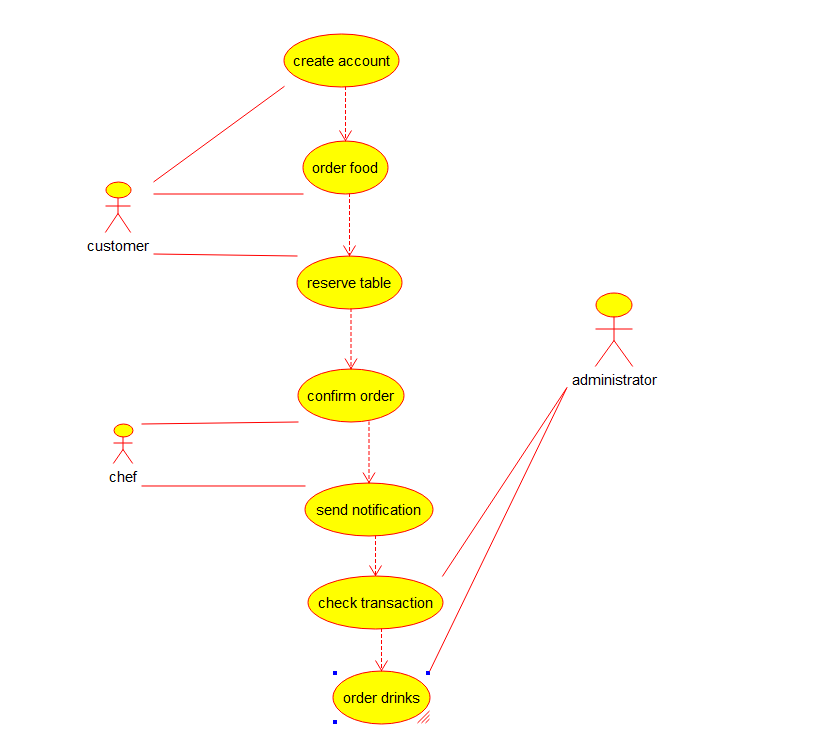 create account
order food
customer
reserve table
administrator
confirm order
chef
send notification
check transaction
order drinks